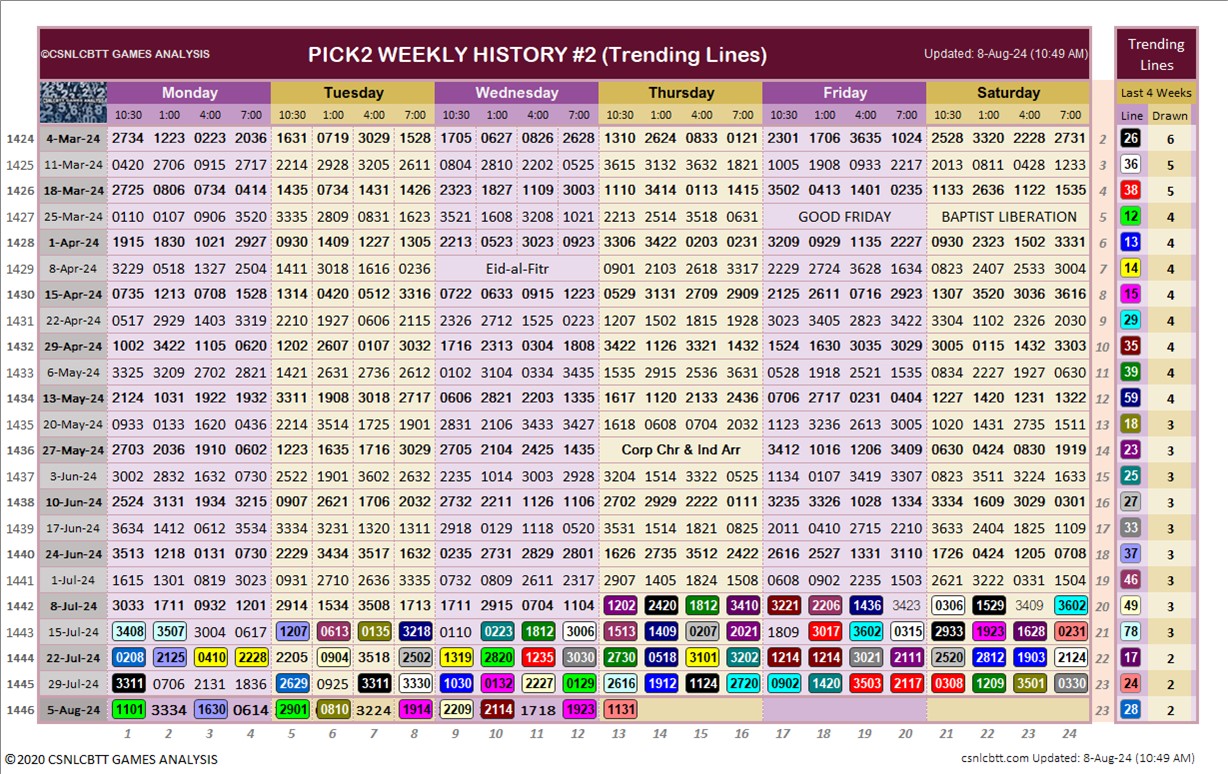 ©CSNLCBTT GAMES ANALYSIS PICK2 WEEKLY HISTORY #2 (Trending Lines) Updated: 8-Aug-24 (10:49 AM) Trending Lines
Monday Tuesday Wednesday Thursday Friday Saturday Last 4 Weeks
10:30 1:00 4:00 7:00 10:30 1:00 4:00 7:00 10:30 1:00 4:00 7:00 10:30 1:00 4:00 7:00 10:30 1:00 4:00 7:00 10:30 1:00 4:00 7:00 Line Drawn
1424 4-Mar-24 2734 1223 0223 2036 1631 0719 3029 1528 1705 0627 0826 2628 1310 2624 0833 0121 2301 1706 3635 1024 2528 3320 2228 2731 2 26 6
1425 11-Mar-24 0420 2706 0915 2717 2214 2928 3205 2611 0804 2810 2202 0525 3615 3132 3632 1821 1005 1908 0933 2217 2013 0811 0428 1233 3 36 5
1426 18-Mar-24 2725 0806 0734 0414 1435 0734 1431 1426 2323 1827 1109 3003 1110 3414 0113 1415 3502 0413 1401 0235 1133 2636 1122 1535 4 38 5
1427 25-Mar-24 0110 0107 0906 3520 3335 2809 0831 1623 3521 1608 3208 1021 2213 2514 3518 0631 GOOD FRIDAY BAPTIST LIBERATION 5 12 4
1428 1-Apr-24 1915 1830 1021 2927 0930 1409 1227 1305 2213 0523 3023 0923 3306 3422 0203 0231 3209 0929 1135 2227 0930 2323 1502 3331 6 13 4
1429 8-Apr-24 3229 0518 1327 2504 1411 3018 1616 0236 Eid-al-Fitr 0901 2103 2618 3317 2229 2724 3628 1634 0823 2407 2533 3004 7 14 4
1430 15-Apr-24 0735 1213 0708 1528 1314 0420 0512 3316 0722 0633 0915 1223 0529 3131 2709 2909 2125 2611 0716 2923 1307 3520 3036 3616 8 15 4
1431 22-Apr-24 0517 2929 1403 3319 2210 1927 0606 2113 2326 2712 1525 0223 1207 1502 1815 1928 3023 3405 2823 3422 3304 1102 2326 2030 9 29 4
1432 29-Apr-24 1002 3422 1105 0620 1202 2607 0107 3032 1716 2313 0304 1808 3422 1126 3321 1432 1524 1630 3035 3029 3005 0115 1432 3303 10 35 4
1433 6-May-24 3325 3209 2702 2821 1421 2631 2736 2612 0102 3104 0334 3435 1535 2915 2536 3631 0528 1918 2521 1535 0834 2227 1927 0630 11 39 4
1434 13-May-24 2124 1031 1922 1932 3311 1908 3018 2717 0606 2821 2203 1335 1617 1120 2133 2436 0706 2717 0231 0404 1227 1420 1231 1322 12 59 4
1435 20-May-24 0933 0133 1620 0436 2214 3514 1725 1901 2831 2106 3433 3427 1618 0608 0704 2032 1123 3236 2613 3005 1020 1431 2735 1511 13 18 3
1436 27-May-24 2703 2036 1910 0602 1223 1635 1716 3029 2705 2104 2425 1435 Corp Chr & Ind Arr 3412 1016 1206 3409 0630 0424 0830 1919 14 23 3
1437 3-Jun-24 3002 2832 1632 0730 2522 1901 3602 2632 2235 1014 3003 2928 3204 1514 2232 0525 1134 0107 3419 3307 0823 3511 3224 1633 15 25 3
1438 10-Jun-24 2524 3131 1934 3215 0907 2621 1706 2033 2732 2211 1126 1106 2702 2929 2222 0111 3235 3326 1028 1334 3334 1609 3029 0301 16 27 3
1439 17-Jun-24 3634 1412 0612 3534 3334 3231 1320 1311 2918 0129 1118 0520 3531 1514 1821 0825 2011 0410 2715 2210 3633 2404 1825 1109 17 33 3
1440 24-Jun-24 3513 1218 0131 0730 2229 3434 3517 1632 0235 2731 2829 2801 1626 2735 3512 2422 2616 2527 1331 3110 1726 0424 1205 0708 18 37 3
1441 1-Jul-24 1615 1301 0819 3023 0931 2710 2636 3335 0732 0809 2611 2317 2907 1405 1824 1508 0608 0902 2235 1503 1251 3222 0331 1504 19 46 3
1442 8-Jul-24 3033 1711 0932 1201 2914 1534 3508 1713 1711 2915 0704 1104 1202 2420 1812 3410 3221 2206 1436 3423 0306 1529 3409 3602 20 49 3
1443 15-Jul-24 3408 3507 3004 0617 1207 0613 0135 3218 0110 0223 1812 3006 1513 1409 0207 2021 1809 3017 3602 0315 2933 1923 1628 0231 21 78 3
1444 22-Jul-24 0208 2125 0410 2228 2205 0904 3518 2502 1319 2820 1235 3030 2730 0518 3101 3202 1214 1214 3021 2111 2520 2812 1903 2124 22 17 2
1445 29-Jul-24 3311 0706 2131 1836 2629 0925 3311 3330 1030 0132 2227 0129 2616 1912 1124 2720 0902 1420 3503 2117 0308 1209 3501 0330 23 24 2
1446 5-Aug-24 1101 3334 1630 0614 2901 0810 3224 1914 2209 2114 1718 1923 1131 23 28 2
1 2 3 4 5 6 7 8 9 10 11 12 13 14 15 16 17 18 19 20 21 22 23 24
©2020 CSNLCBTT GAMES ANALYSIS csnlcbtt.com Updated: 8-Aug-24 (10:49 AM)